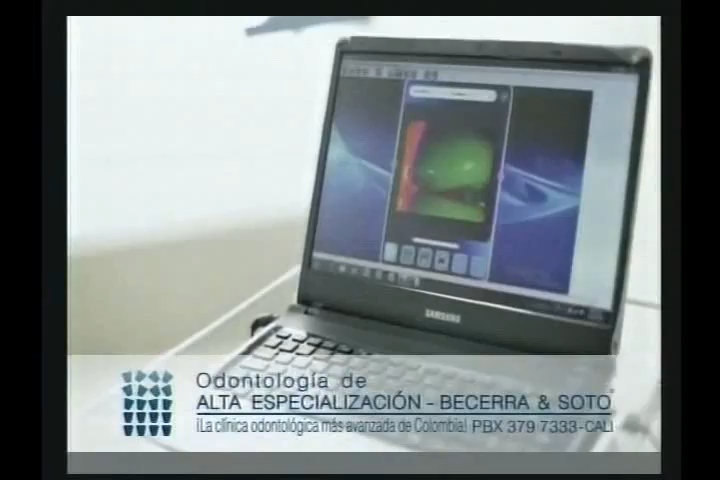 SAMSUNG
Odontología de
ALTA ESPECIALIZACIÓN - BECERRA & SOTO
¡La clínica odontológica más avanzada de Colombia! PBX 379 7333-CALI